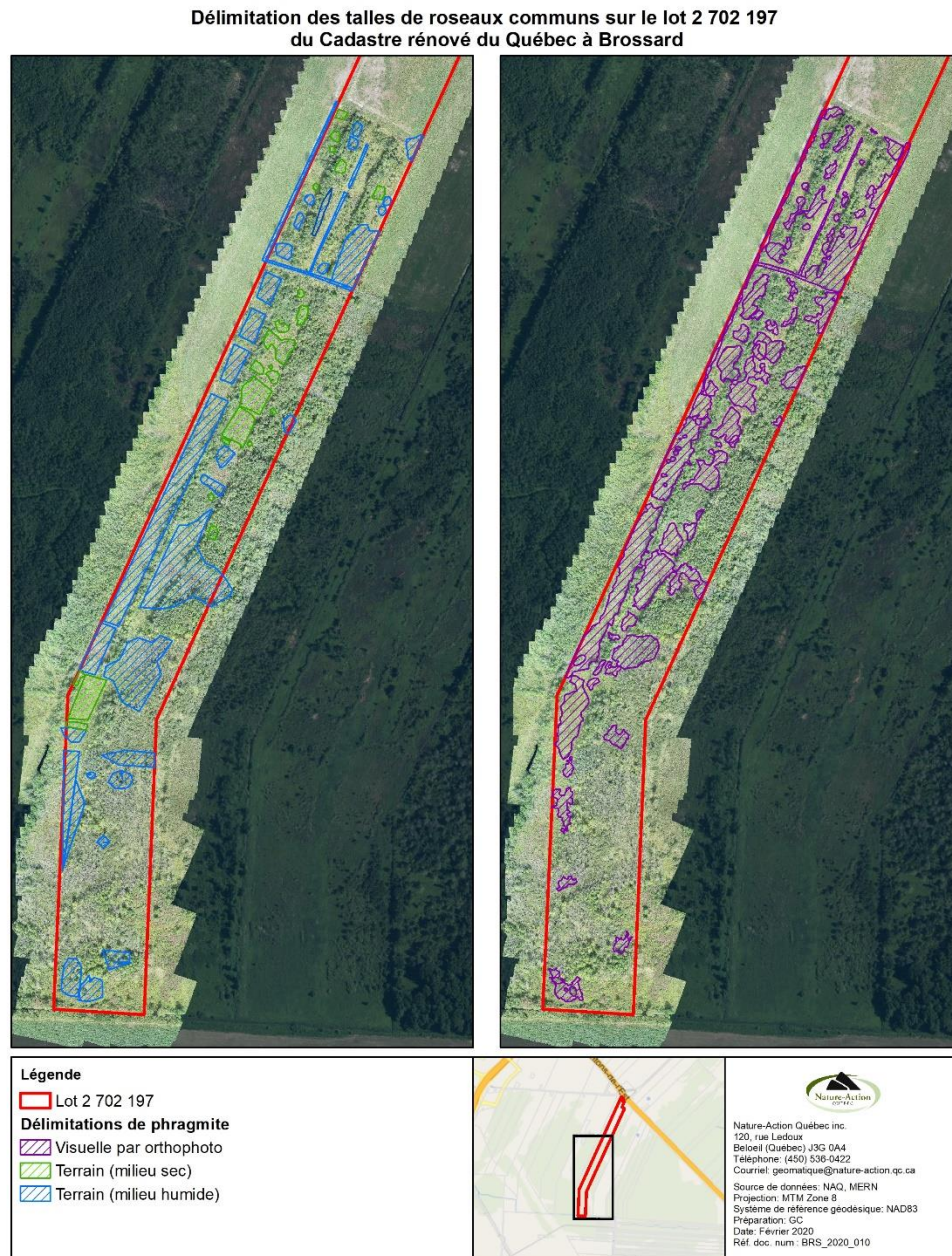 Délimitation des talles de roseaux communs sur le lot 2 702 197
du Cadastre rénové du Québec à Brossard
Légende
Lot 2 702 197
Délimitations de phragmite
Visuelle par orthophoto
Terrain (milieu sec)
Terrain (milieu humide)
Nature-Action
QUÉBEC
Nature-Action Québec inc.
120, rue Ledoux
Beloeil (Québec) J3G 0A4
Téléphone: (450) 536-0422
Courriel: geomatique@nature-action.qc.ca
Source de données: NAQ, MERN
Projection: MTM Zone 8
Système de référence géodésique: NAD83
Préparation: GC
Date: Février 2020
Réf. doc. num : BRS_2020_010